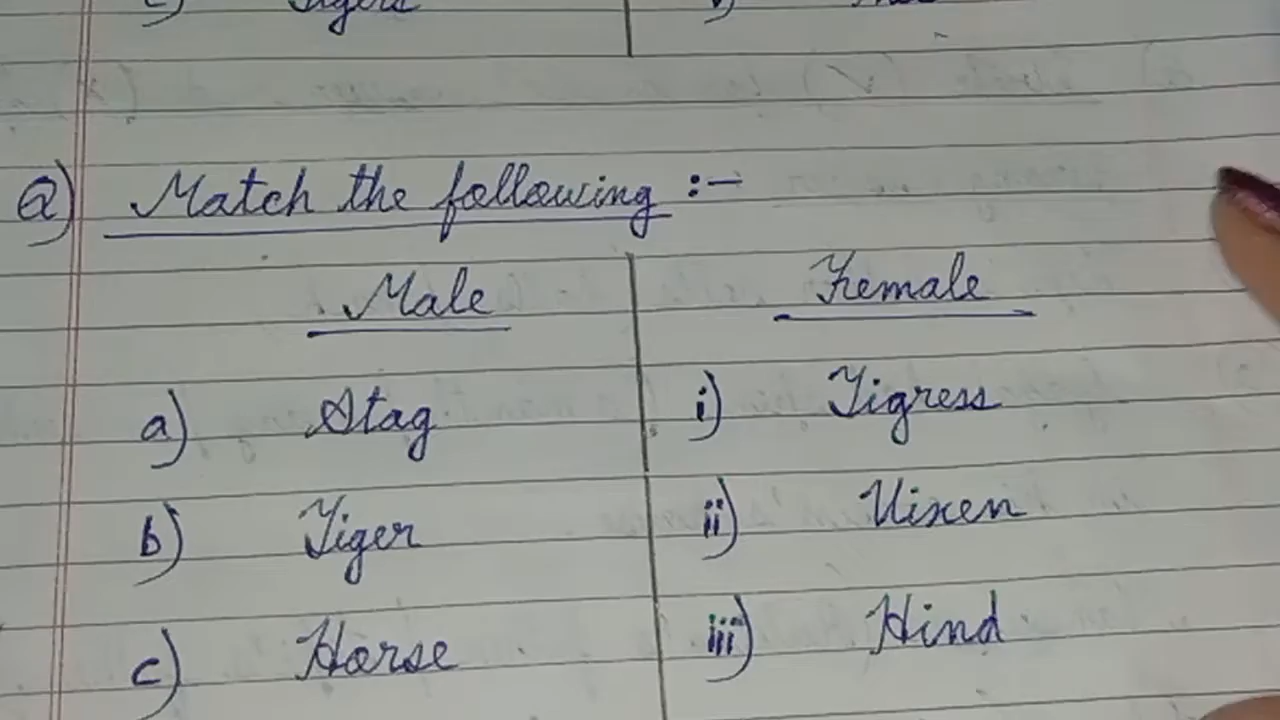 Q) Match the following :-
Male Female
a) Stag i) Tigress
b) Tiger ii) Vixen
c) Horse iii) Hind